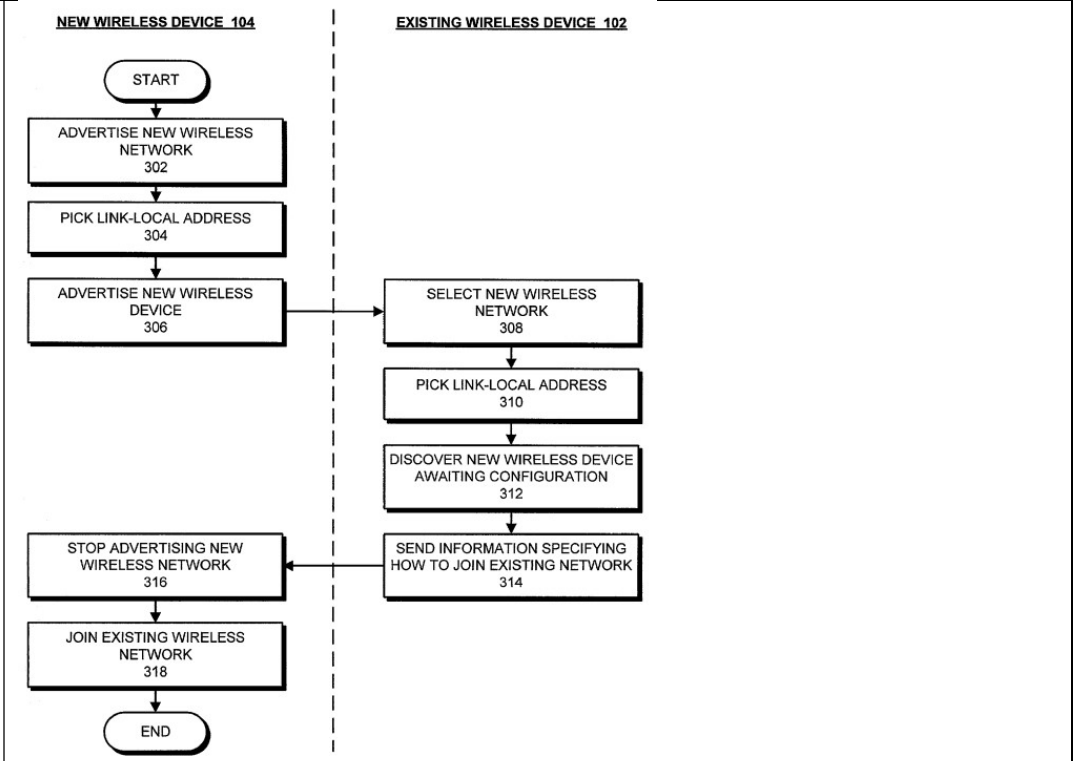 NEW WIRELESS DEVICE 104
EXISTING WIRELESS DEVICE 102
START
ADVERTISE NEW WIRELESS
NETWORK
302
PICK LINK-LOCAL ADDRESS
304
ADVERTISE NEW WIRELESS
DEVICE
306
SELECT NEW WIRELESS
NETWORK
308
PICK LINK-LOCAL ADDRESS
310
DISCOVER NEW WIRELESS DEVICE
AWAITING CONFIGURATION
312
SEND INFORMATION SPECIFYING
HOW TO JOIN EXISTING NETWORK
314
STOP ADVERTISING NEW
WIRELESS NETWORK
316
JOIN EXISTING WIRELESS
NETWORK
318
END